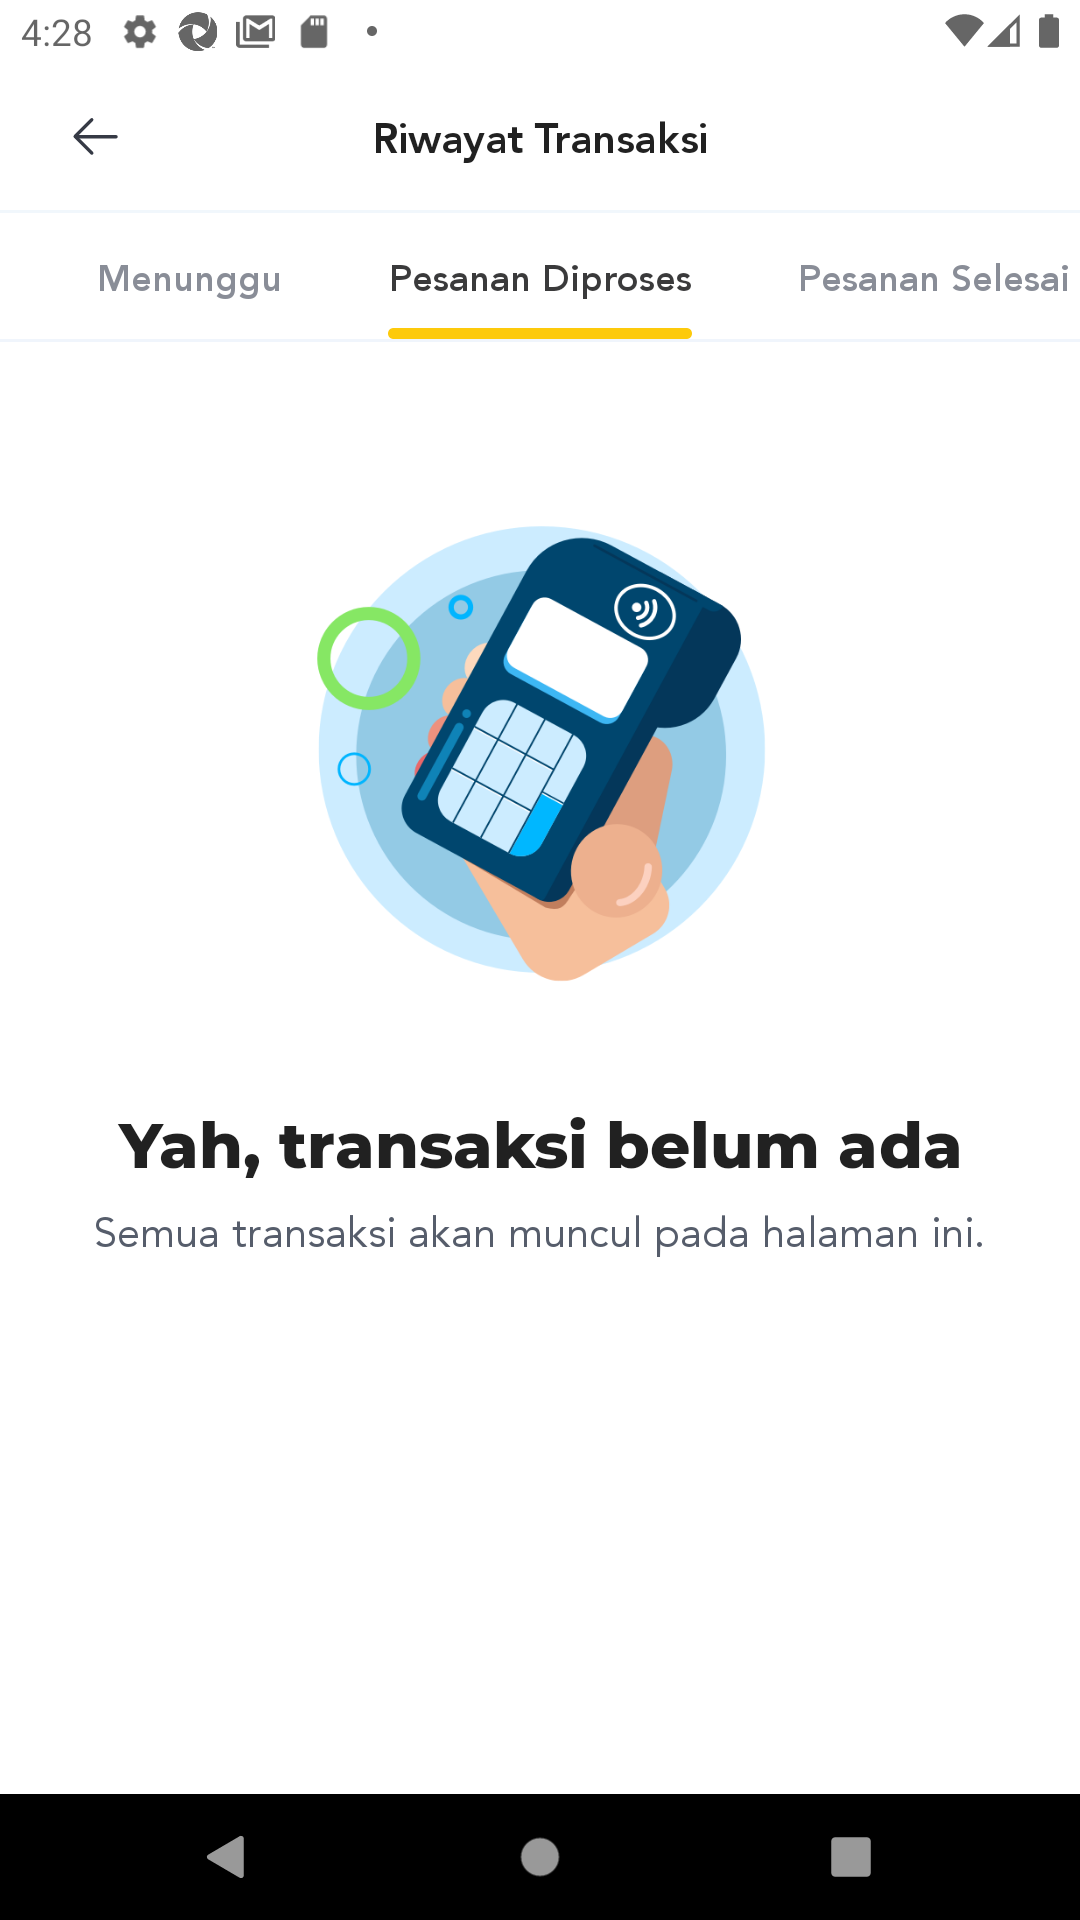 4:28
Riwayat Transaksi
Menunggu Pesanan Diproses Pesanan Selesai
Yah, transaksi belum ada
Semua transaksi akan muncul pada halaman ini.